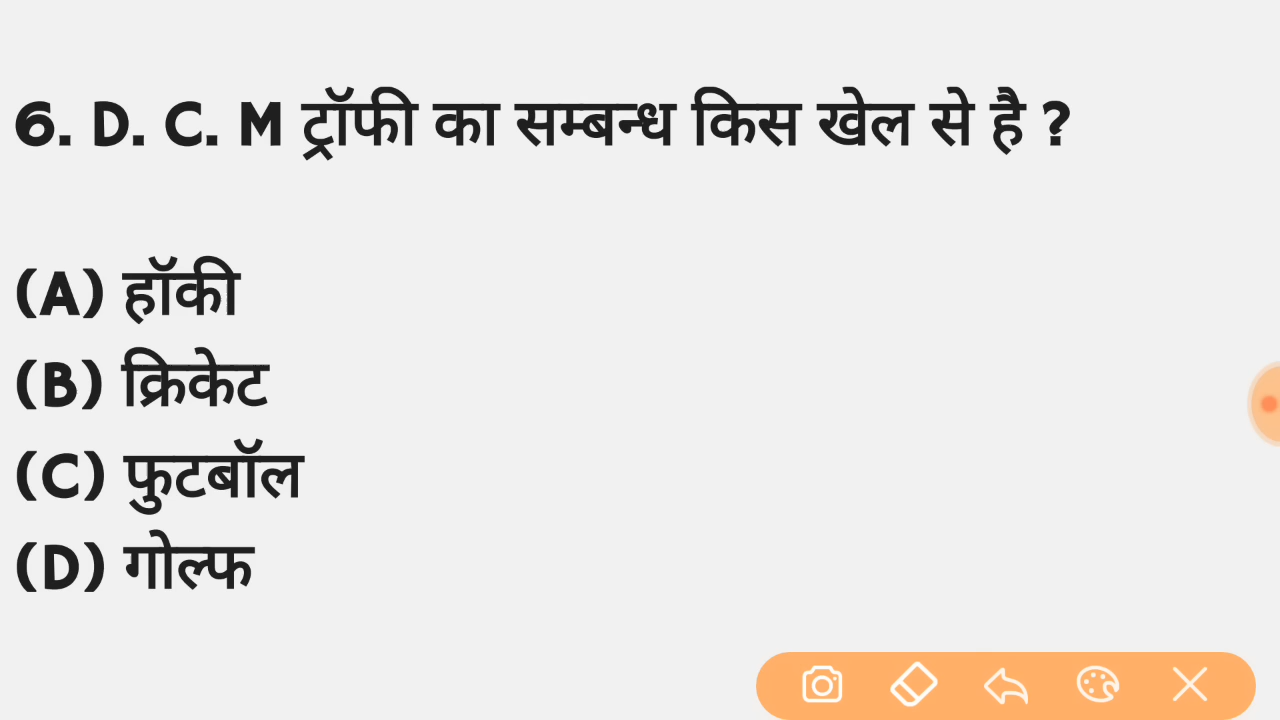 6. D. C. M ट्रॉफी का सम्बन्ध किस खेल से है ?
(A) हॉकी
(B) क्रिकेट
(C) फुटबॉल
(D) गोल्फ